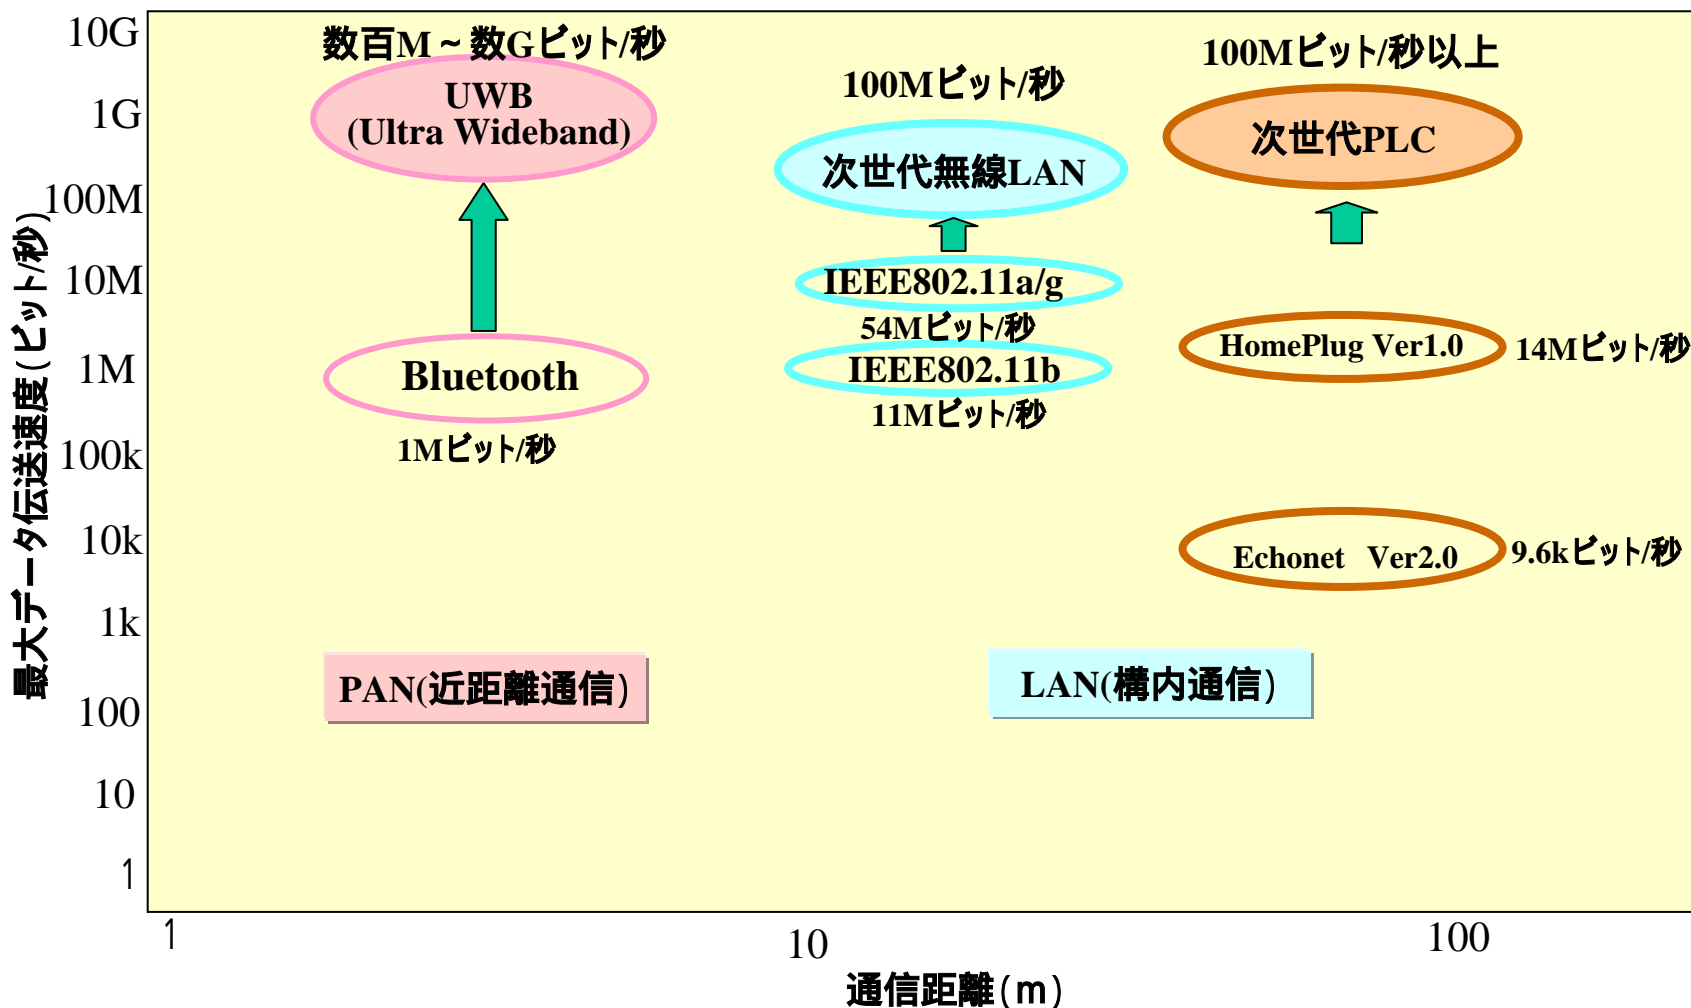 10G
1G
100M
10M
1M
100k
10k
1k
100
10
1
最大データ伝送速度(ビット/秒)
数百M ~ 数Gビット/秒
UWB
(Ultra Wideband)
Bluetooth
1Mビット/秒
100Mビット/秒
次世代無線LAN
IEEE802.11a/g
54Mビット/秒
IEEE802.11b
11Mビット/秒
100Mビット/秒以上
次世代PLC
HomePlug Ver1.0
14Mビット/秒
Echonet Ver2.0
9.6kビット/秒
PAN(近距離通信)
LAN(構内通信)
1
10
100
通信距離(m)